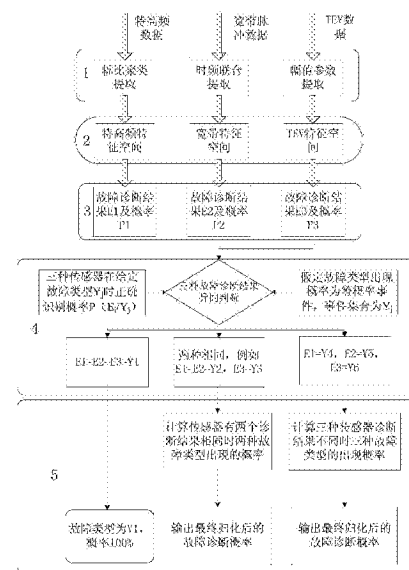 特高频
数据
宽带脉
冲数据
TEV数
据
1
提取
时频联合
提取
幅值参数
提取
2
特高频特
征空间
宽带特征
空间
TEV特征空
间
3
故障诊断结
果E1及概率
P1
故障诊断结
果E2及概率
P2
故障诊断结
果E3及概率
P3
三种传感器在给定
故障类型Yj时正确
识别概率P（Ei/Yj）
三种故障诊断结果
异同判断
假定故障类型出现
概率为等概率事
件，事件集合为Yj
4
E1=E2=E3=Y1
两种相同，例如
E1=E2=Y2，E3=Y3
E1=Y4，E2=Y5，
E3=Y6
计算传感器有两个诊
断结果相同时两种故
障类型出现的概率
计算三种传感器诊断
结果不同时三种故障
类型的出现概率
5
故障类型为Y1，
概率100%
输出最终归化后的
故障诊断概率
输出最终归化后的
故障诊断概率